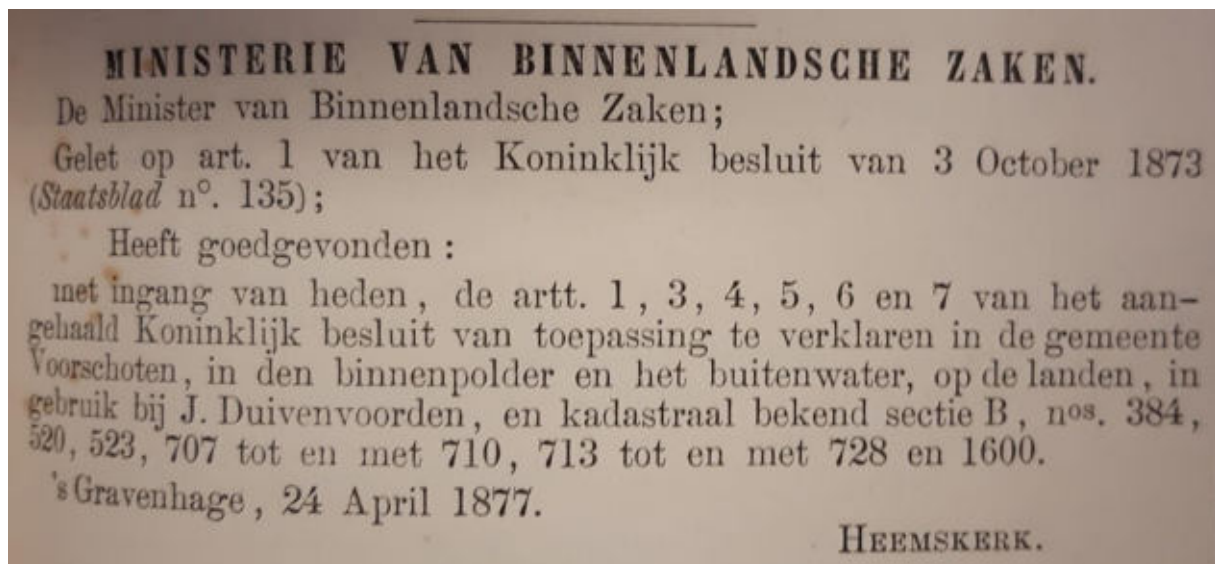 MINISTERIE VAN BINNENLANDSCHE ZAKEN.
De Minister van Binnenlandsche Zaken;
Gelet op art. 1 van het Koninklijk besluit van 3 October 1873
(Staatsblad n°. 135);
Heeft goedgevonden :
met ingang van heden, de artt. 1, 3, 4, 5, 6 en 7 van het aan-
gehaald Koninklijk besluit van toepassing te verklaren in de gemeente
Voorschoten, in den binnenpolder en het buitenwater, op de landen, in
gebruik bij J. Duivenvoorden, en kadastraal bekend sectie B, nos. 384,
520, 523, 707 tot en met 710, 713 tot en met 728 en 1600.
's Gravenhage, 24 April 1877.
HEEMSKERK.